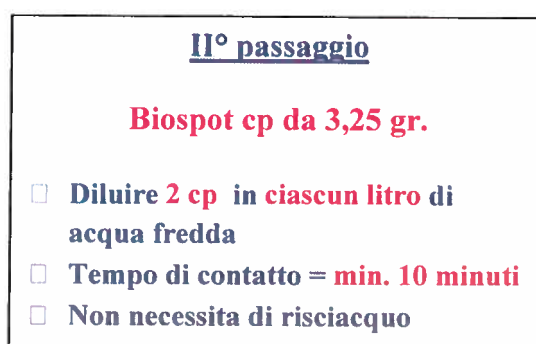 II° passaggio
Biospot cp da 3,25 gr.
Diluire 2 cp in ciascun litro di
acqua fredda
Tempo di contatto = min. 10 minuti
Non necessita di risciacquo